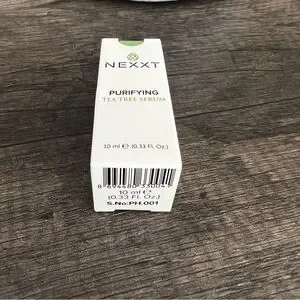 NEXXT
PURIFYING
TEA TREE SERUM
10 ml ℮ (0.33 Fl. Oz.)
10 ml ℮
(0.33 Fl. Oz.)
S.No:PH.001